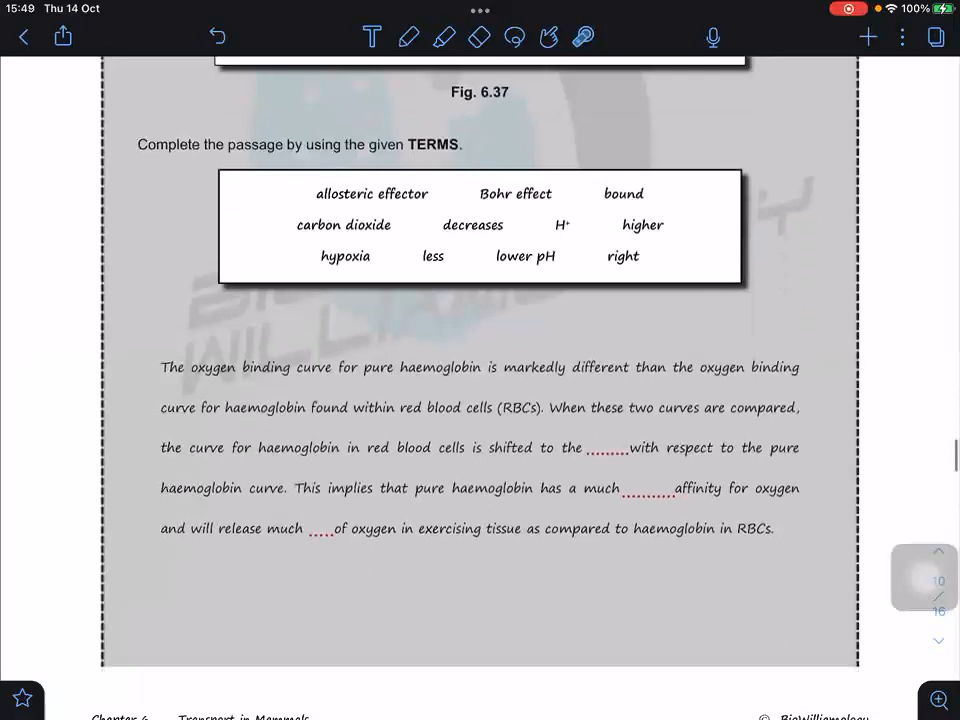 15:49 Thu 14 Oct
100%
Fig. 6.37
Complete the passage by using the given TERMS.
allosteric effector Bohr effect bound
carbon dioxide decreases H⁺ higher
hypoxia less lower pH right
The oxygen binding curve for pure haemoglobin is markedly different than the oxygen binding
curve for haemoglobin found within red blood cells (RBCs). When these two curves are compared,
the curve for haemoglobin in red blood cells is shifted to the .........with respect to the pure
haemoglobin curve. This implies that pure haemoglobin has a much ...........affinity for oxygen
and will release much .....of oxygen in exercising tissue as compared to haemoglobin in RBCs.
10
/
16
Chapter 6 Transport in Mammals
© BioWilliamology